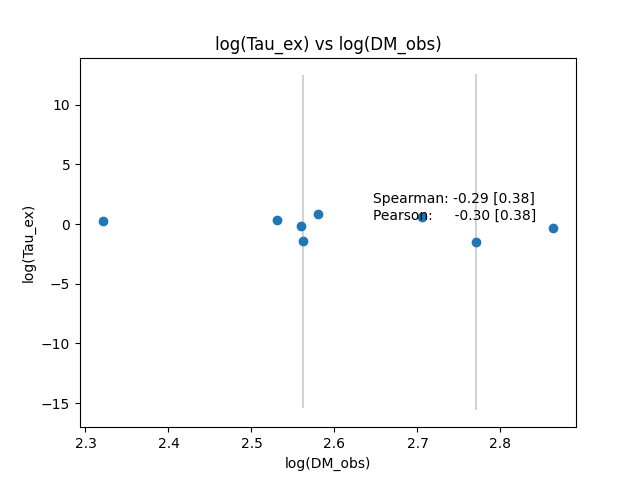 log(Tau_ex) vs log(DM_obs)
10
5
0
−5
−10
−15
log(Tau_ex)
Spearman: -0.29 [0.38]
Pearson: -0.30 [0.38]
2.3 2.4 2.5 2.6 2.7 2.8
log(DM_obs)